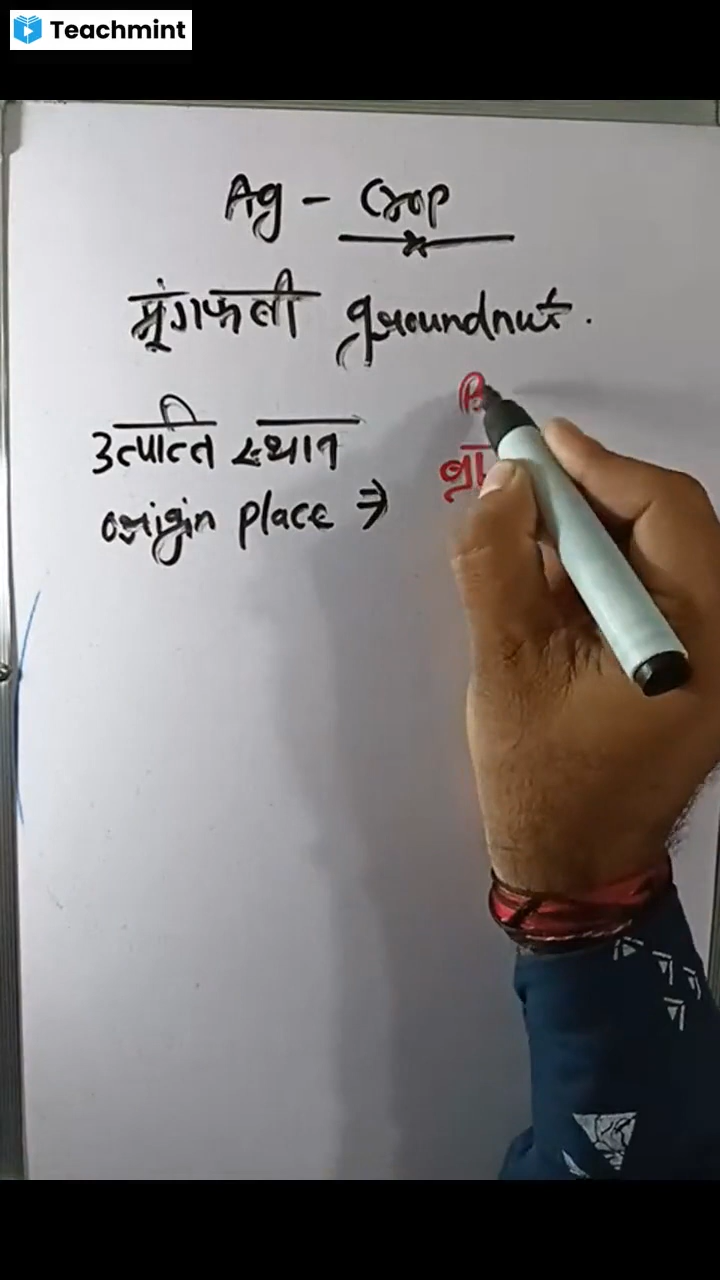 Teachmint
Ag - Crop
मूंगफली groundnut.
उत्पत्ति स्थान
origin place ⇒
B
ब्रा